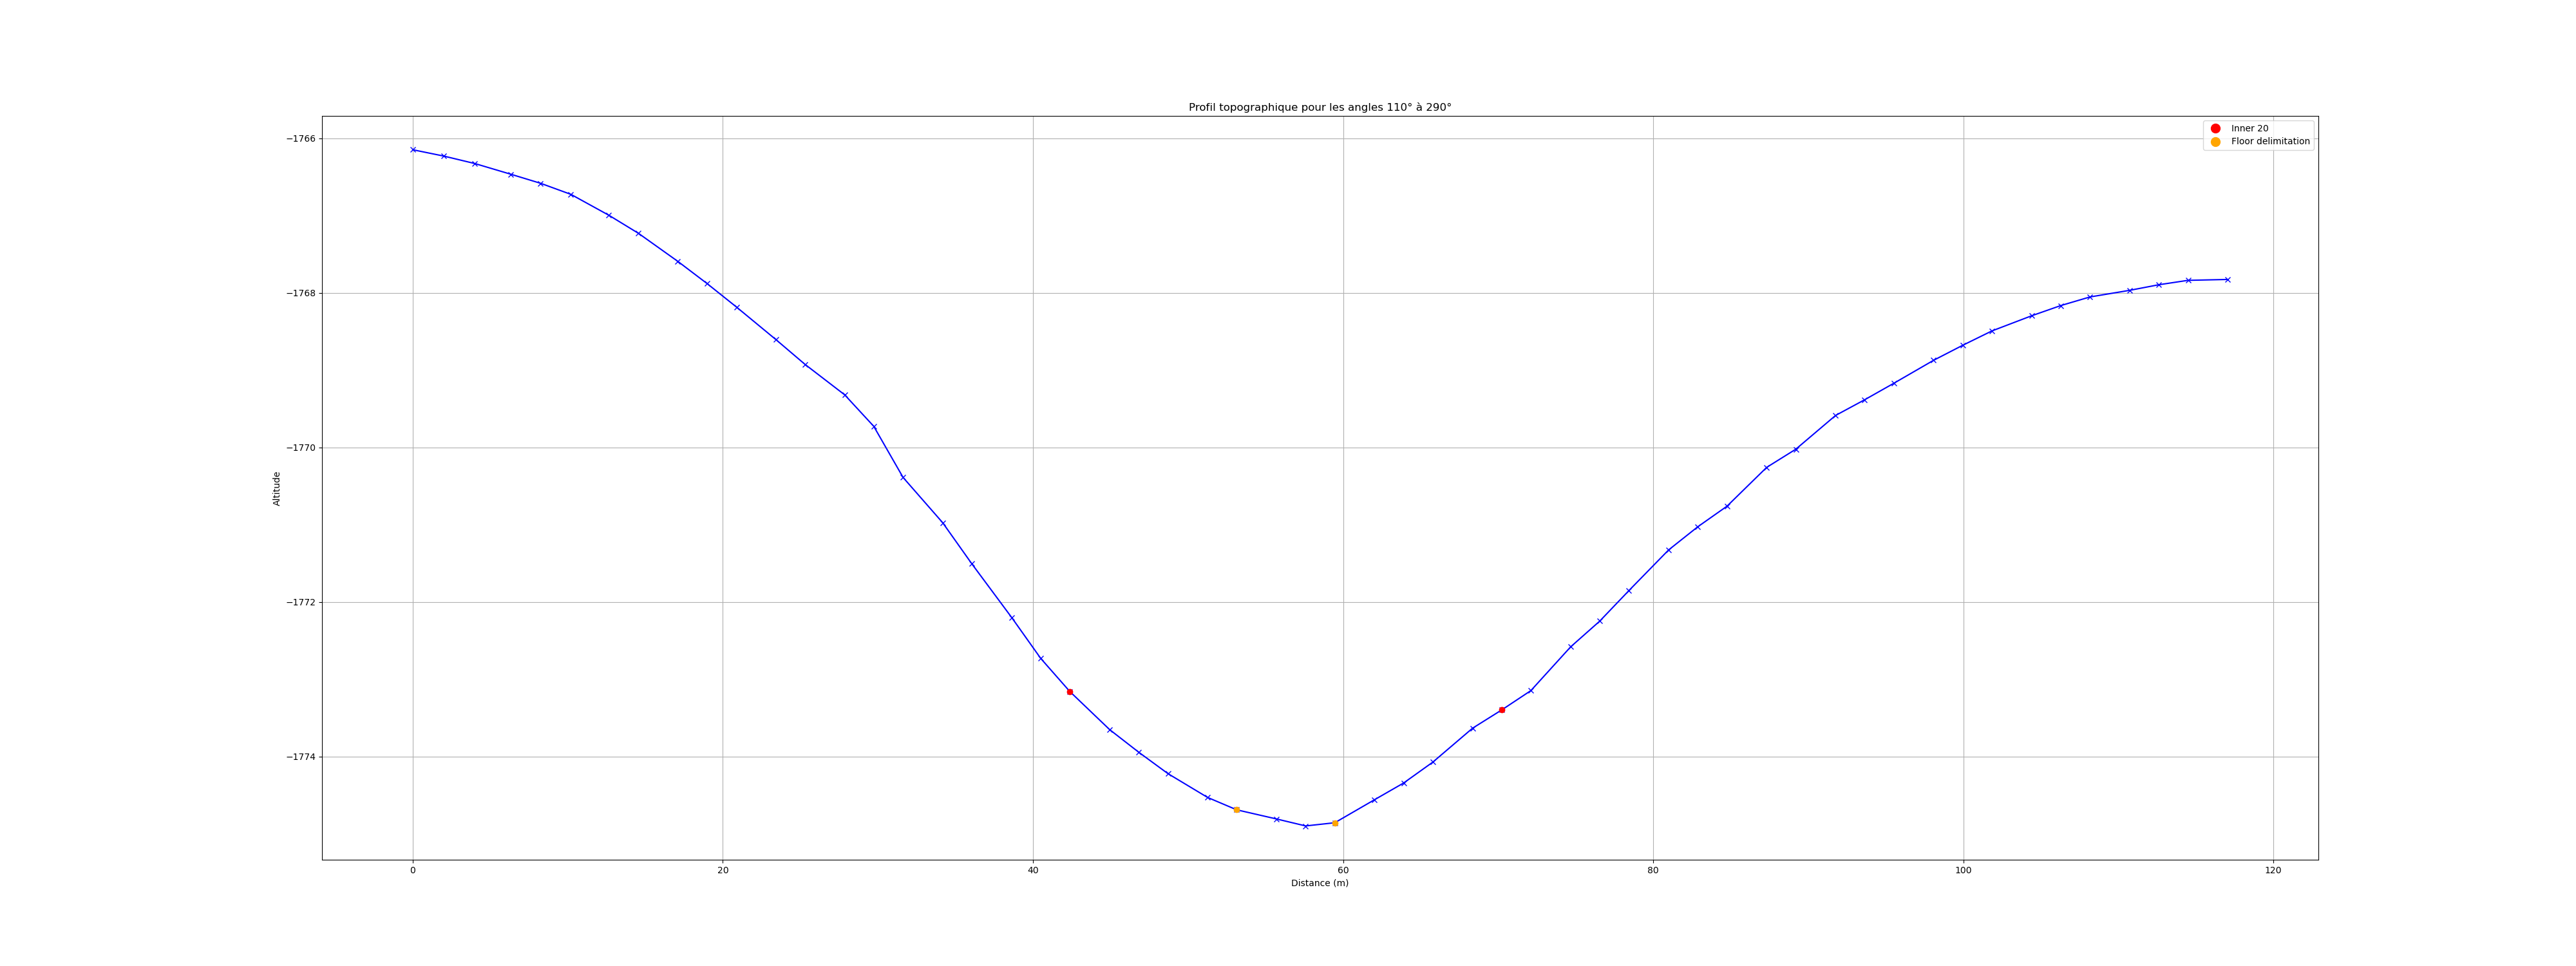 Profil topographique pour les angles 110° à 290°
Inner 20
Floor delimitation
−1766
−1768
−1770
−1772
−1774
Altitude
0 20 40 60 80 100 120
Distance (m)